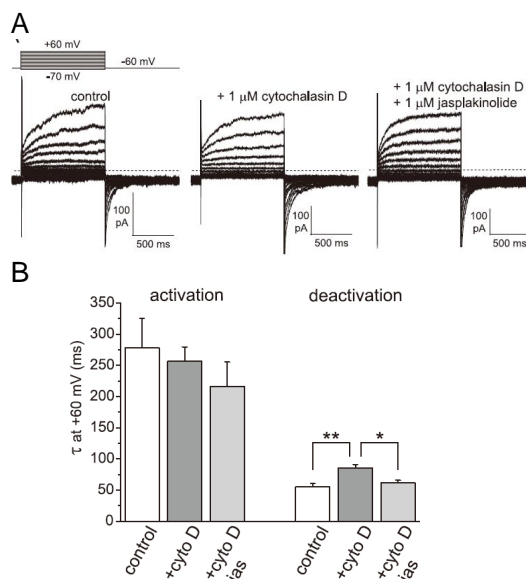 A
+60 mV
-60 mV
-70 mV
control
+ 1 μM cytochalasin D
+ 1 μM cytochalasin D
+ 1 μM jasplakinolide
100
pA
500 ms
100
pA
500 ms
100
pA
500 ms
B
activation
deactivation
τ at +60 mV (ms)
350
300
250
200
150
100
50
0
**
*
control
+cyto D
+cyto D
jas
control
+cyto D
+cyto D
jas